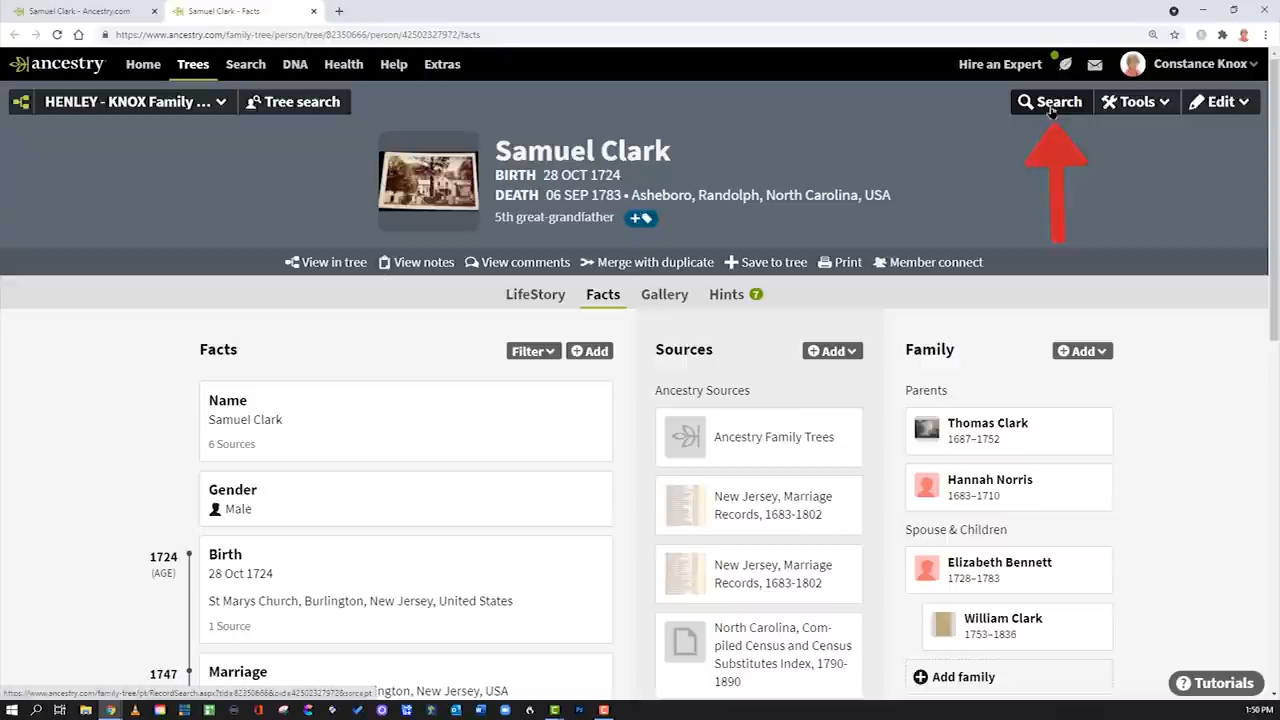 Samuel Clark - Ancestry.com
Samuel Clark - Facts
https://www.ancestry.com/family-tree/person/tree/82350666/person/42502327972/facts
ancestry
Home
Trees
Search
DNA
Health
Help
Extras
Hire an Expert
Constance Knox
HENLEY - KNOX Family ...
Tree search
Search
Tools
Edit
Samuel Clark
BIRTH 28 OCT 1724
DEATH 06 SEP 1783 • Asheboro, Randolph, North Carolina, USA
5th great-grandfather
View in tree
View notes
View comments
Merge with duplicate
Save to tree
Print
Member connect
LifeStory
Facts
Gallery
Hints 7
Facts
Filter
Add
Name
Samuel Clark
6 Sources
Gender
Male
1724
(AGE)
Birth
28 Oct 1724
St Marys Church, Burlington, New Jersey, United States
1 Source
1747
Marriage
ington, New Jersey, USA
Sources
Add
Ancestry Sources
Ancestry Family Trees
New Jersey, Marriage
Records, 1683-1802
New Jersey, Marriage
Records, 1683-1802
North Carolina, Com-
piled Census and Census
Substitutes Index, 1790-
1890
Family
Add
Parents
Thomas Clark
1687–1752
Hannah Norris
1683–1710
Spouse & Children
Elizabeth Bennett
1728–1783
William Clark
1753–1836
Add family
Tutorials
1:50 PM